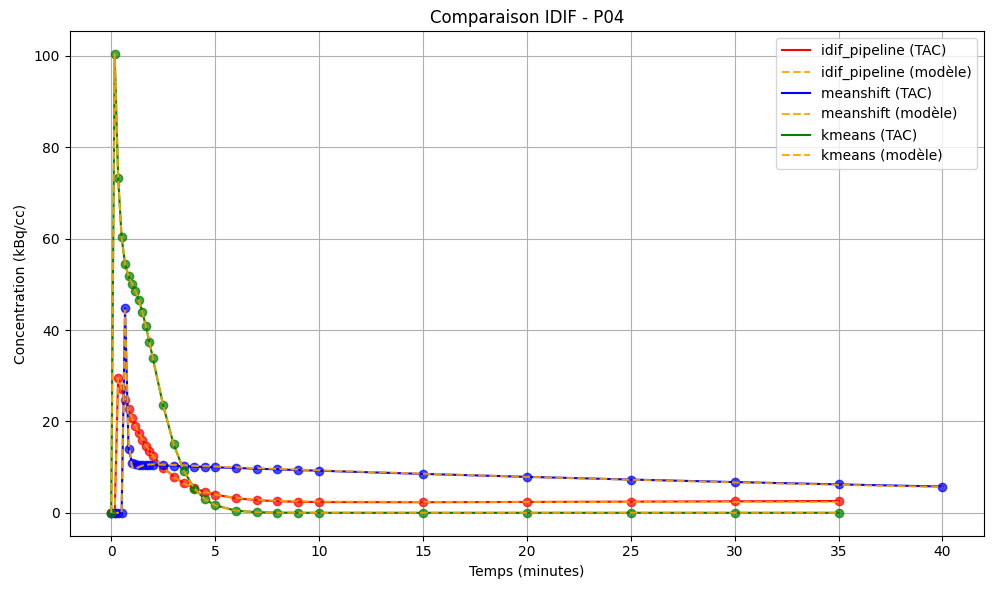 Comparaison IDIF - P04
idif_pipeline (TAC)
idif_pipeline (modèle)
meanshift (TAC)
meanshift (modèle)
kmeans (TAC)
kmeans (modèle)
Concentration (kBq/cc)
100
80
60
40
20
0
0 5 10 15 20 25 30 35 40
Temps (minutes)